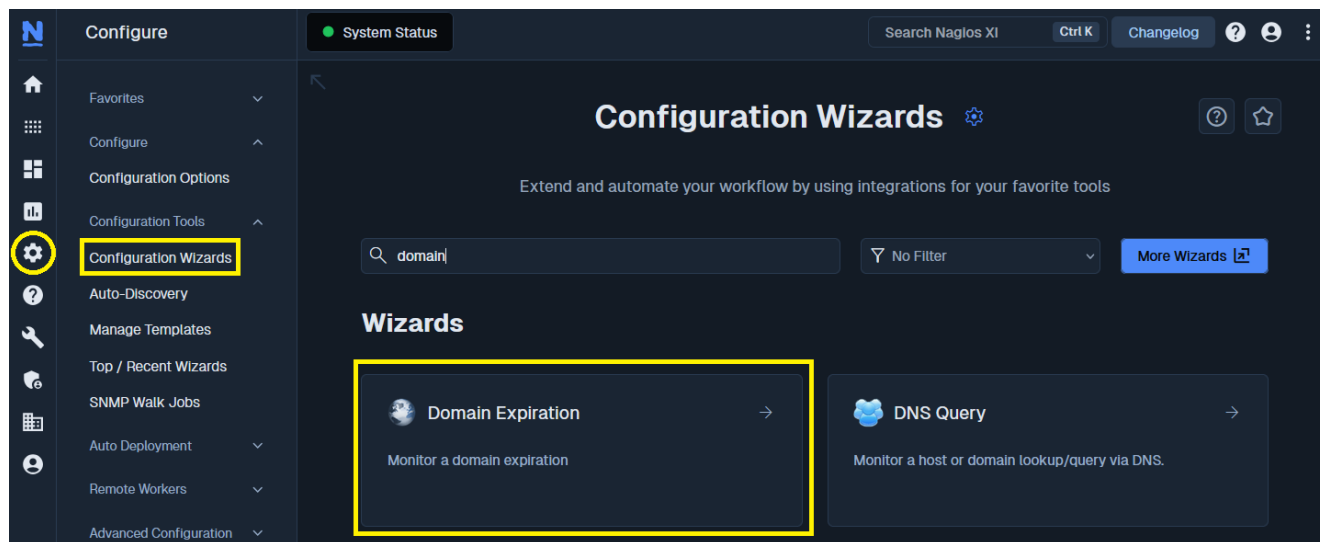 N
Configure
System Status
Search Nagios XI
Ctrl K
Changelog
Favorites
Configure
Configuration Options
Configuration Tools
Configuration Wizards
Auto-Discovery
Manage Templates
Top / Recent Wizards
SNMP Walk Jobs
Auto Deployment
Remote Workers
Advanced Configuration
Configuration Wizards
Extend and automate your workflow by using integrations for your favorite tools
domain
No Filter
More Wizards
Wizards
Domain Expiration
Monitor a domain expiration
DNS Query
Monitor a host or domain lookup/query via DNS.